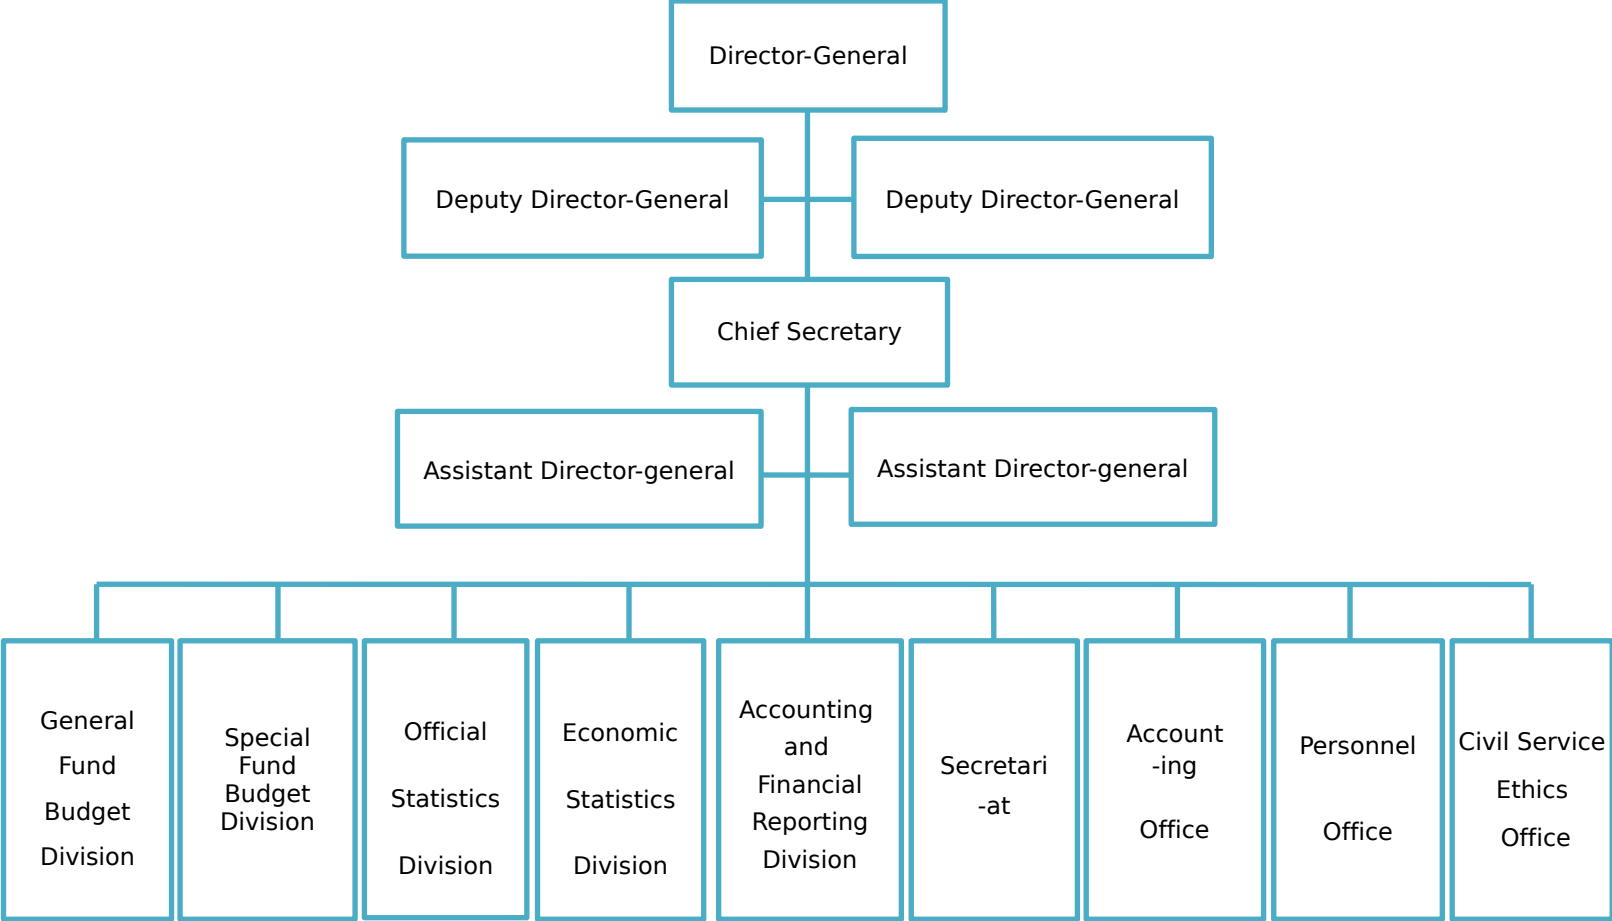 Director-General
Deputy Director-General
Deputy Director-General
Chief Secretary
Assistant Director-general
Assistant Director-general
General
Fund
Budget
Division
Special
Fund
Budget
Division
Official
Statistics
Division
Economic
Statistics
Division
Accounting
and
Financial
Reporting
Division
Secretari
-at
Account
-ing
Office
Personnel
Office
Civil Service
Ethics
Office